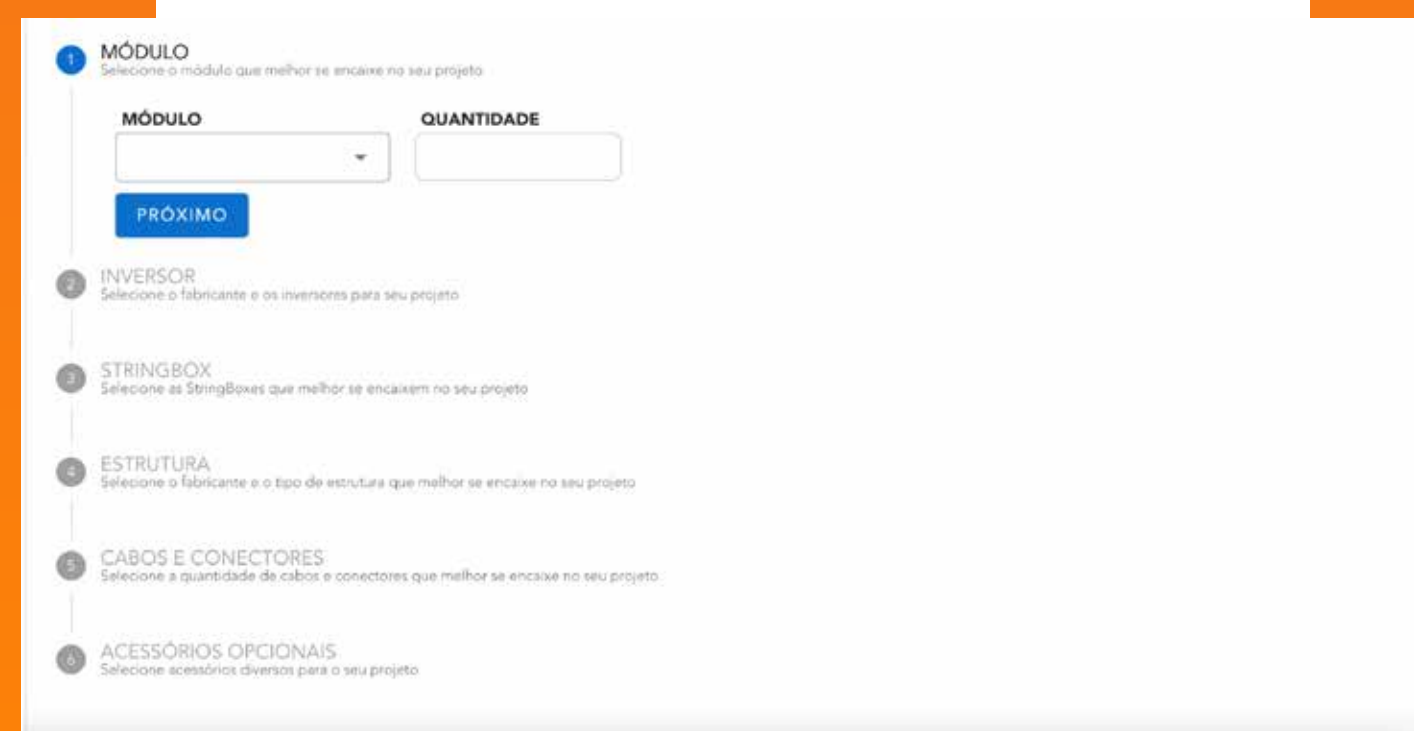 1 MÓDULO
Selecione o módulo que melhor se encaixe no seu projeto
MÓDULO QUANTIDADE
PRÓXIMO
2 INVERSOR
Selecione o fabricante e os inversores para seu projeto
3 STRINGBOX
Selecione as StringBoxes que melhor se encaixem no seu projeto
4 ESTRUTURA
Selecione o fabricante e o tipo de estrutura que melhor se encaixe no seu projeto
5 CABOS E CONECTORES
Selecione a quantidade de cabos e conectores que melhor se encaixe no seu projeto
6 ACESSÓRIOS OPCIONAIS
Selecione acessórios diversos para o seu projeto